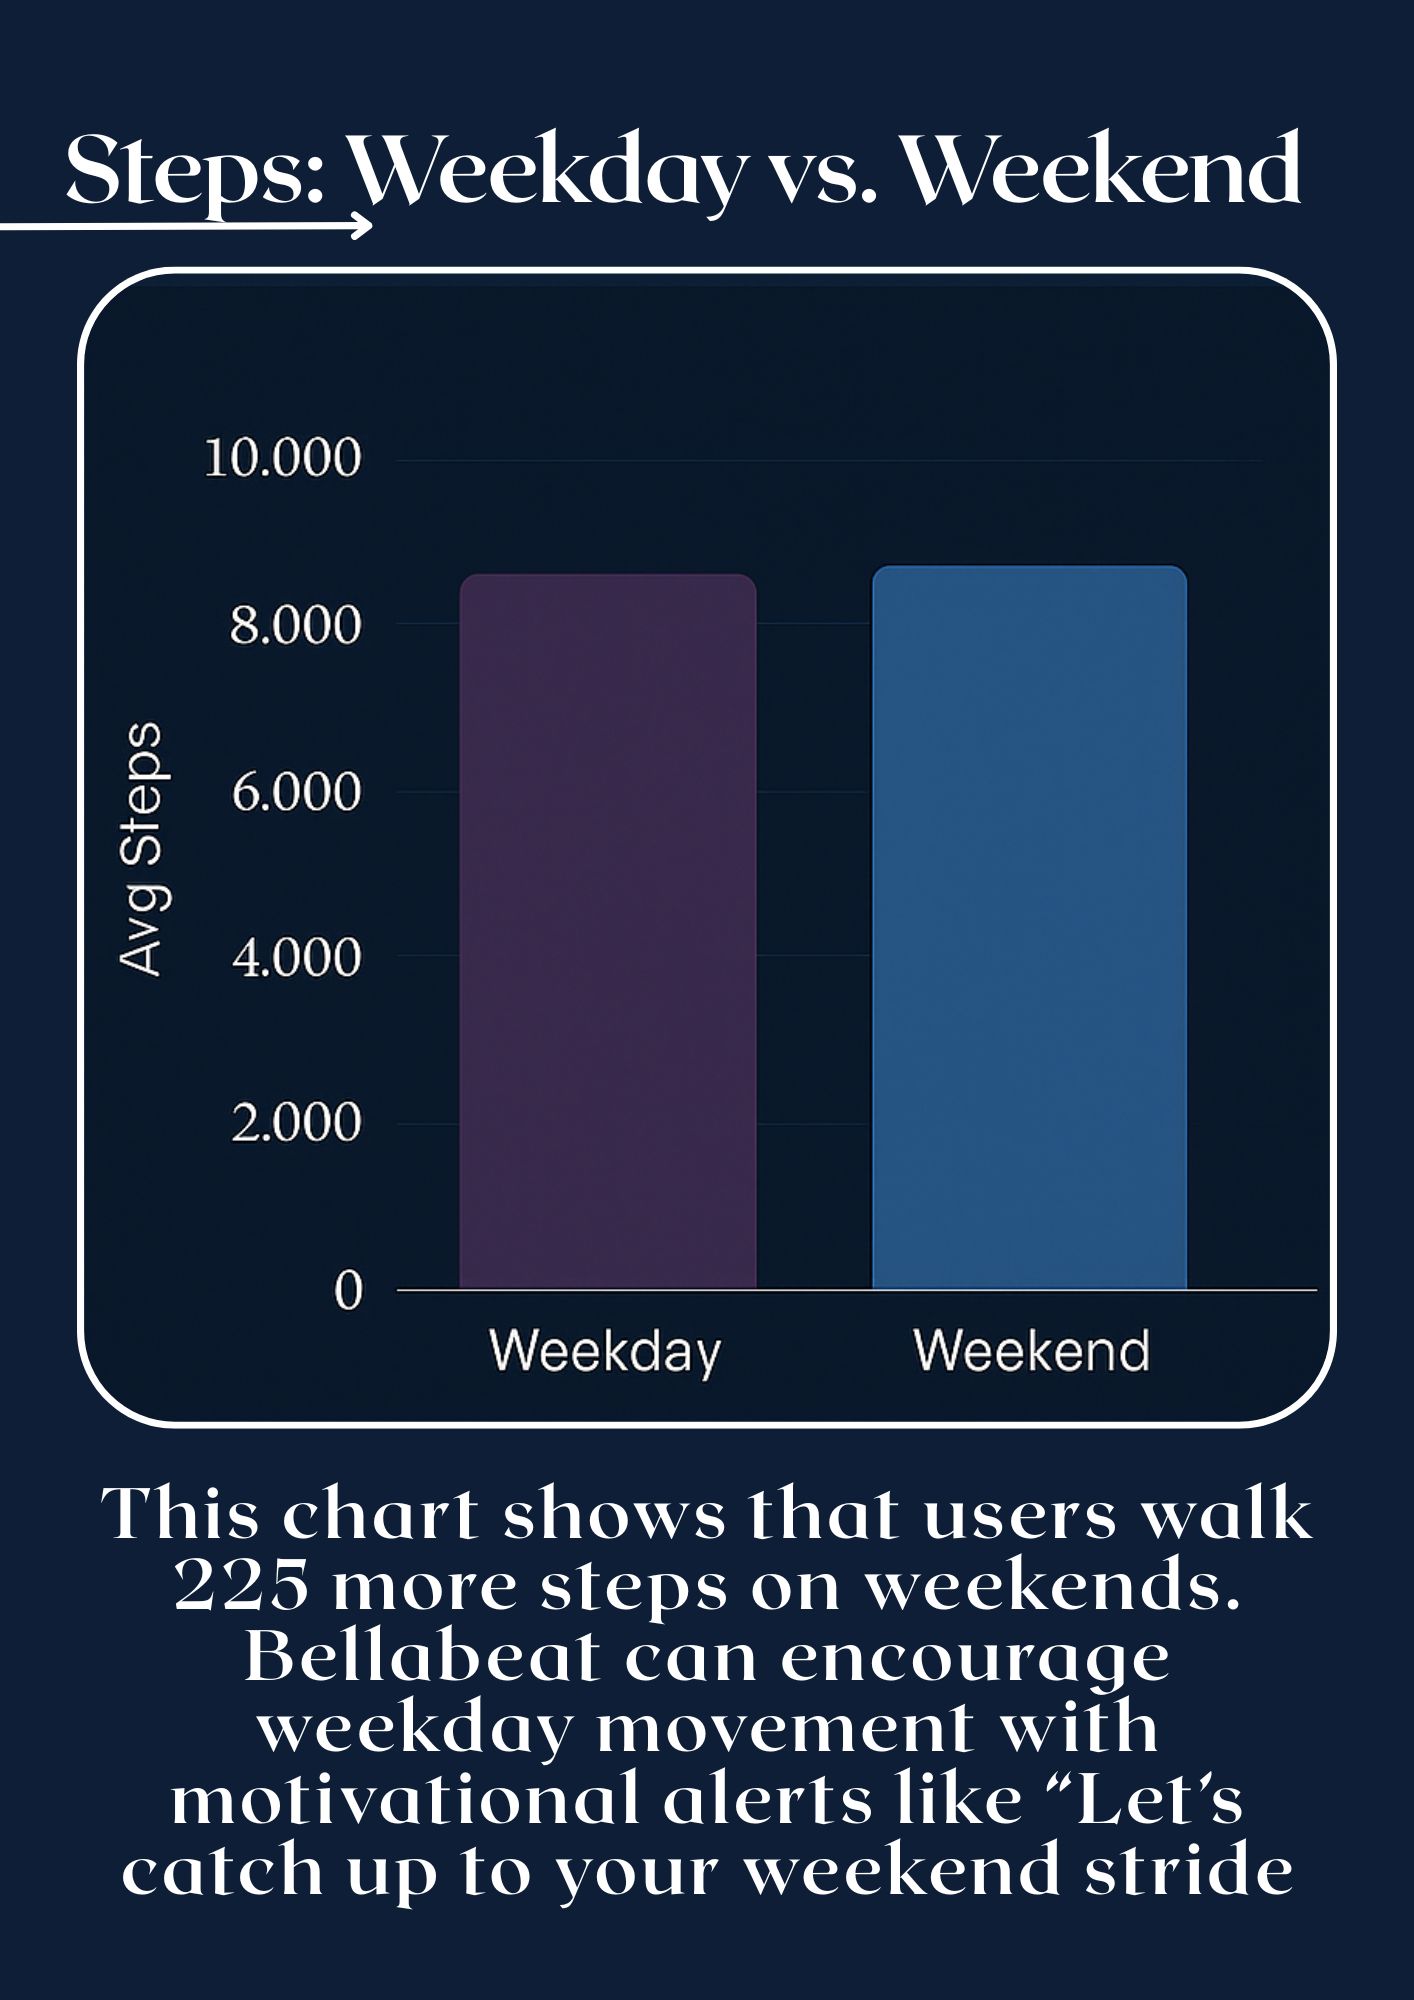 Steps: Weekday vs. Weekend
10.000
8.000
6.000
4.000
2.000
0
Avg Steps
Weekday
Weekend
This chart shows that users walk
225 more steps on weekends.
Bellabeat can encourage
weekday movement with
motivational alerts like “Let’s
catch up to your weekend stride